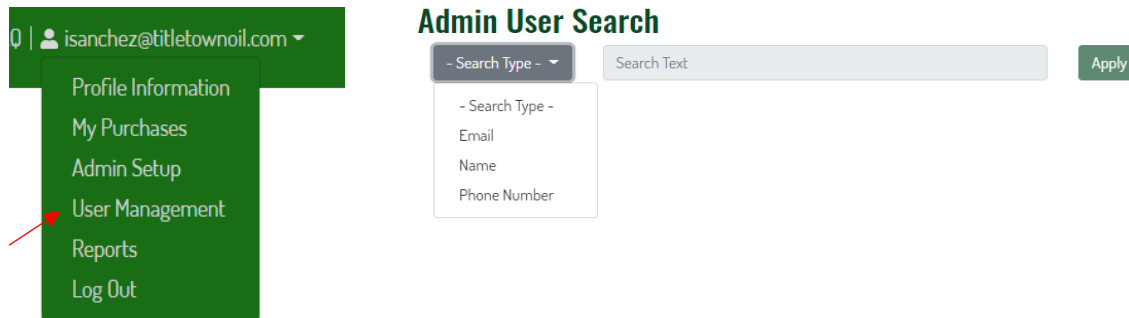 Q | isanchez@titletownoil.com
Profile Information
My Purchases
Admin Setup
User Management
Reports
Log Out
Admin User Search
- Search Type -
Search Text
Apply
- Search Type -
Email
Name
Phone Number